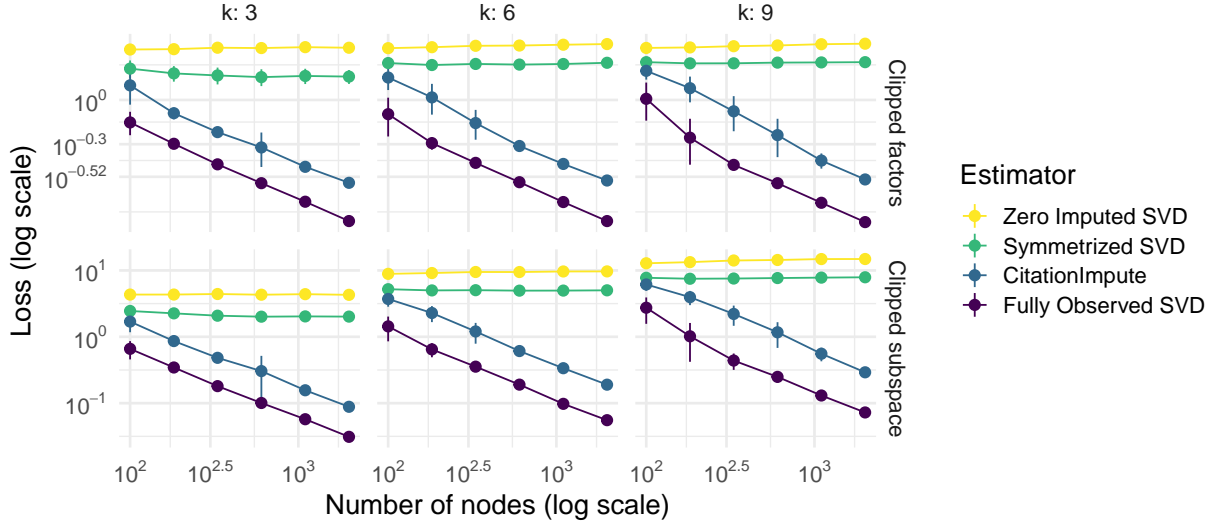 k: 3
k: 6
k: 9
10^0
10^−0.3
10^−0.52
Clipped factors
10^1
10^0
10^−1
Clipped subspace
Loss (log scale)
10^2
10^2.5
10^3
10^2
10^2.5
10^3
10^2
10^2.5
10^3
Number of nodes (log scale)
Estimator
Zero Imputed SVD
Symmetrized SVD
CitationImpute
Fully Observed SVD